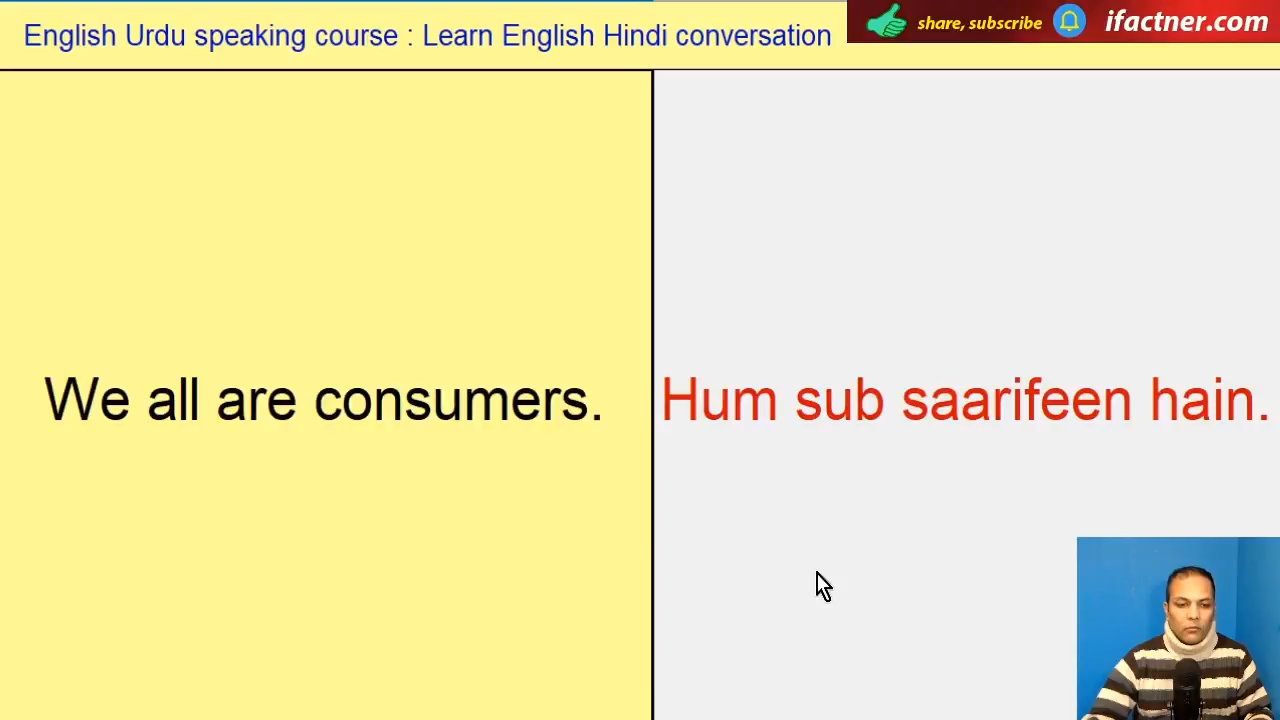 English Urdu speaking course : Learn English Hindi conversation
share, subscribe
ifactner.com
We all are consumers.
Hum sub saarifeen hain.